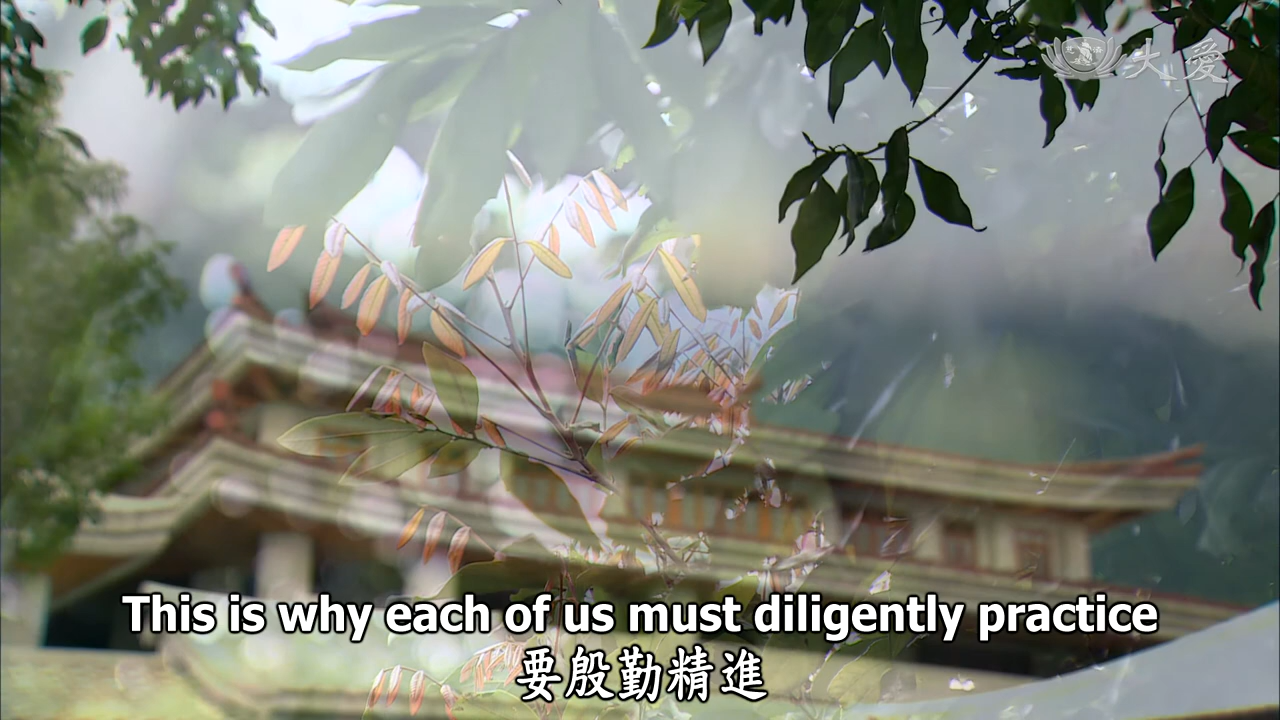 大愛
This is why each of us must diligently practice
要殷勤精進